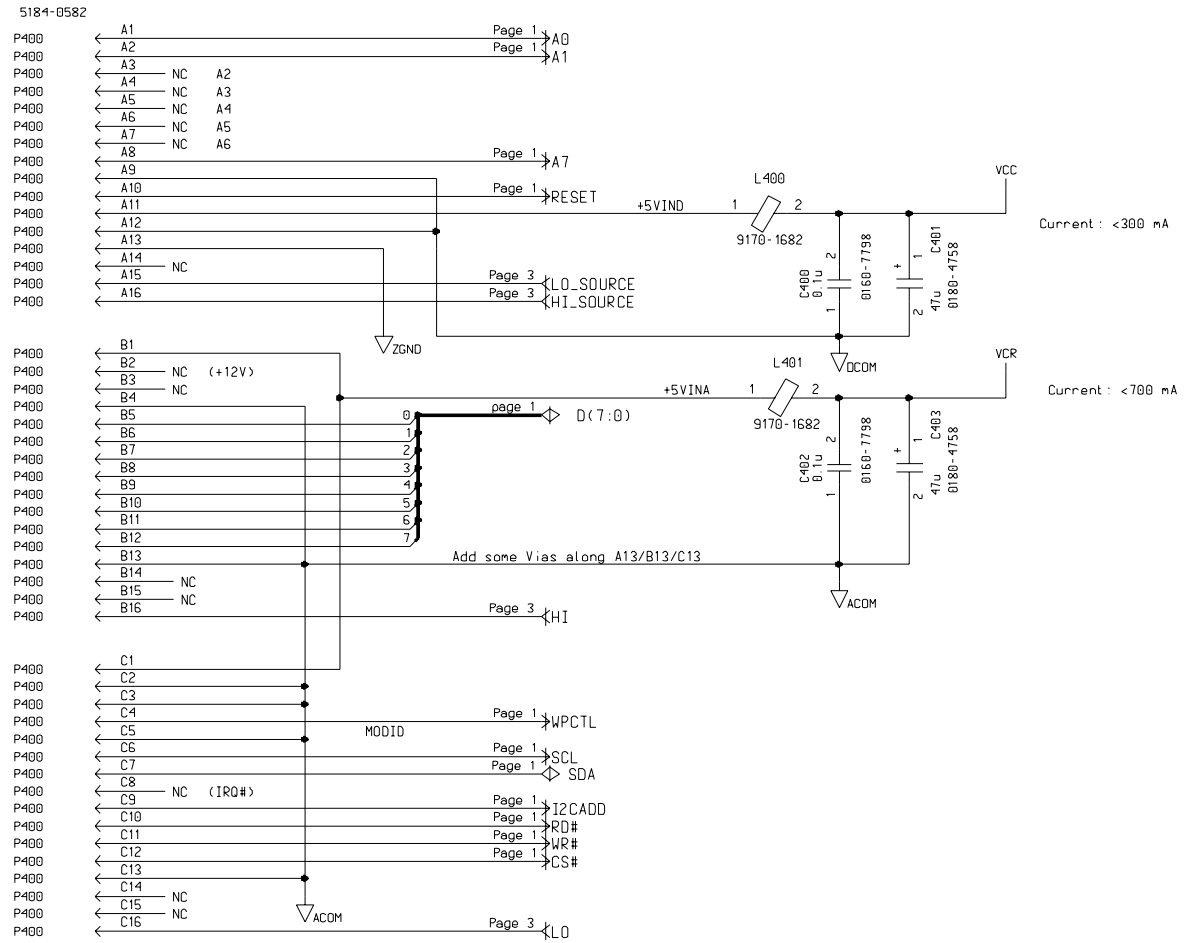 5184-0582
P400 A1 Page 1 A0
P400 A2 Page 1 A1
P400 A3 NC A2
P400 A4 NC A3
P400 A5 NC A4
P400 A6 NC A5
P400 A7 NC A6
P400 A8 Page 1 A7
P400 A9
P400 A10 Page 1 RESET
P400 A11 +5VIND 1 L400 2 VCC
9170-1682
Current: <300 mA
P400 A12
P400 A13 ZGND
P400 A14 NC
P400 A15 Page 3 LO_SOURCE
P400 A16 Page 3 HI_SOURCE
2 C400 0.1u 0160-7798 1
+ 1 C401 47u 0180-4758 2
DCOM
P400 B1
P400 B2 NC (+12V)
P400 B3 NC
+5VINA 1 L401 2 VCR
9170-1682
Current: <700 mA
P400 B4
P400 B5 0 page 1 D(7:0)
P400 B6 1
P400 B7 2
P400 B8 3
P400 B9 4
P400 B10 5
P400 B11 6
P400 B12 7
2 C402 0.1u 0160-7798 1
+ 1 C403 47u 0180-4758 2
P400 B13 Add some Vias along A13/B13/C13
P400 B14 NC
P400 B15 NC
ACOM
P400 B16 Page 3 HI
P400 C1
P400 C2
P400 C3
P400 C4 Page 1 WPCTL
MODID
P400 C5
P400 C6 Page 1 SCL
P400 C7 Page 1 SDA
P400 C8 NC (IRQ#)
P400 C9 Page 1 I2CADD
P400 C10 Page 1 RD#
P400 C11 Page 1 WR#
P400 C12 Page 1 CS#
P400 C13
P400 C14 NC
P400 C15 NC
ACOM
P400 C16 Page 3 LO